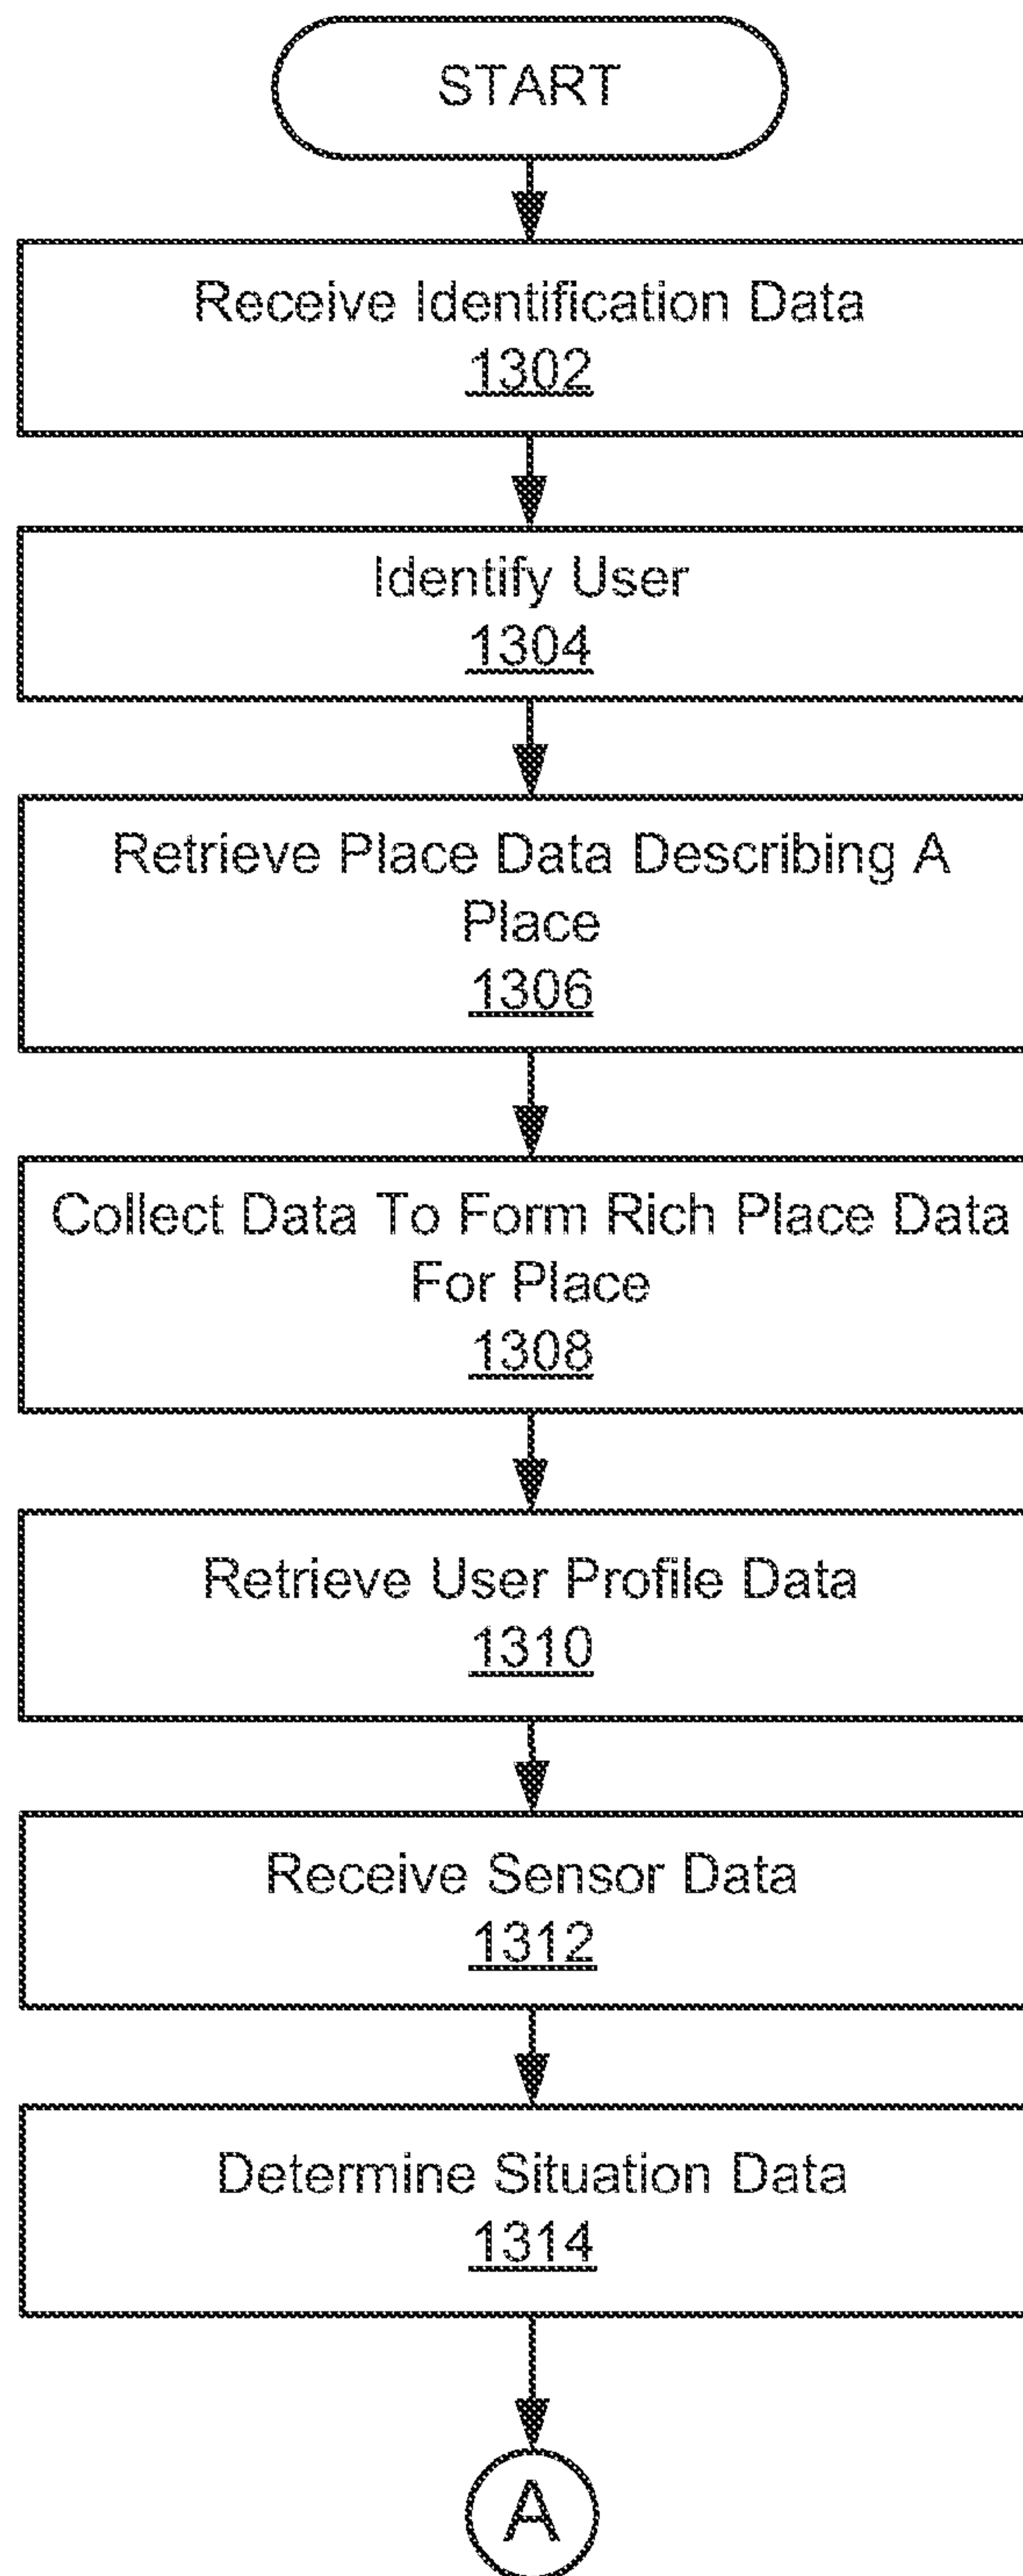 START
Receive Identification Data
1302
Identify User
1304
Retrieve Place Data Describing A
Place
1306
Collect Data To Form Rich Place Data
For Place
1308
Retrieve User Profile Data
1310
Receive Sensor Data
1312
Determine Situation Data
1314
A